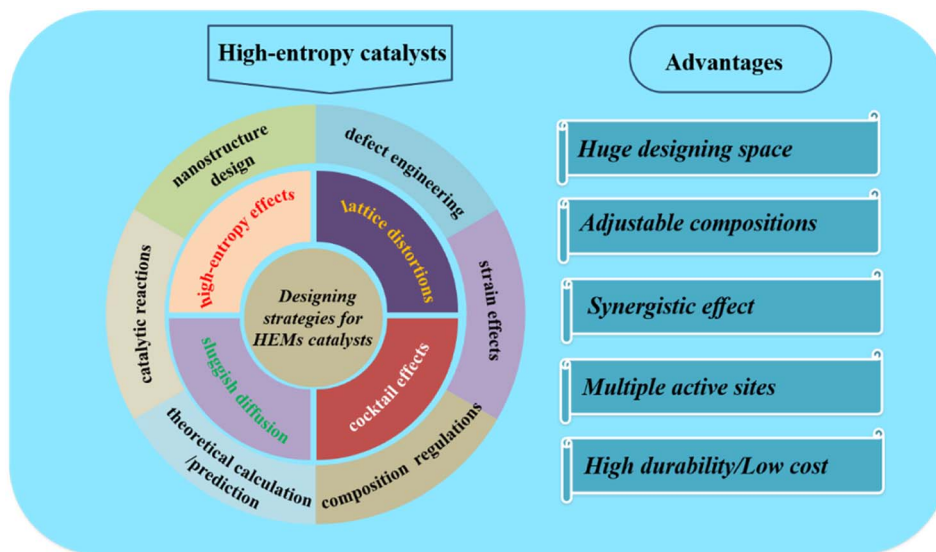 High-entropy catalysts
Advantages
nanostructure
design
defect engineering
strain effects
composition regulations
theoretical calculation
/prediction
catalytic reactions
high-entropy effects
lattice distortions
cocktail effects
sluggish diffusion
Designing
strategies for
HEMs catalysts
Huge designing space
Adjustable compositions
Synergistic effect
Multiple active sites
High durability/Low cost